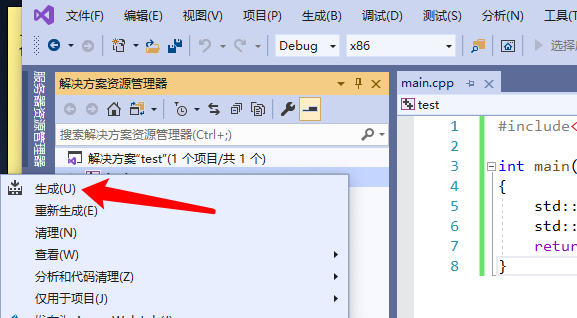 文件(F) 编辑(E) 视图(V) 项目(P) 生成(B) 调试(D) 测试(S) 分析(N) 工具(T
Debug x86
服务器资源管理器
解决方案资源管理器
搜索解决方案资源管理器(Ctrl+;)
解决方案"test"(1 个项目/共 1 个)
生成(U)
重新生成(E)
清理(N)
查看(W)
分析和代码清理(Z)
仅用于项目(J)
main.cpp
test
1 #include<
2
3 int main(
4 {
5 std::
6 std::
7 return
8 }